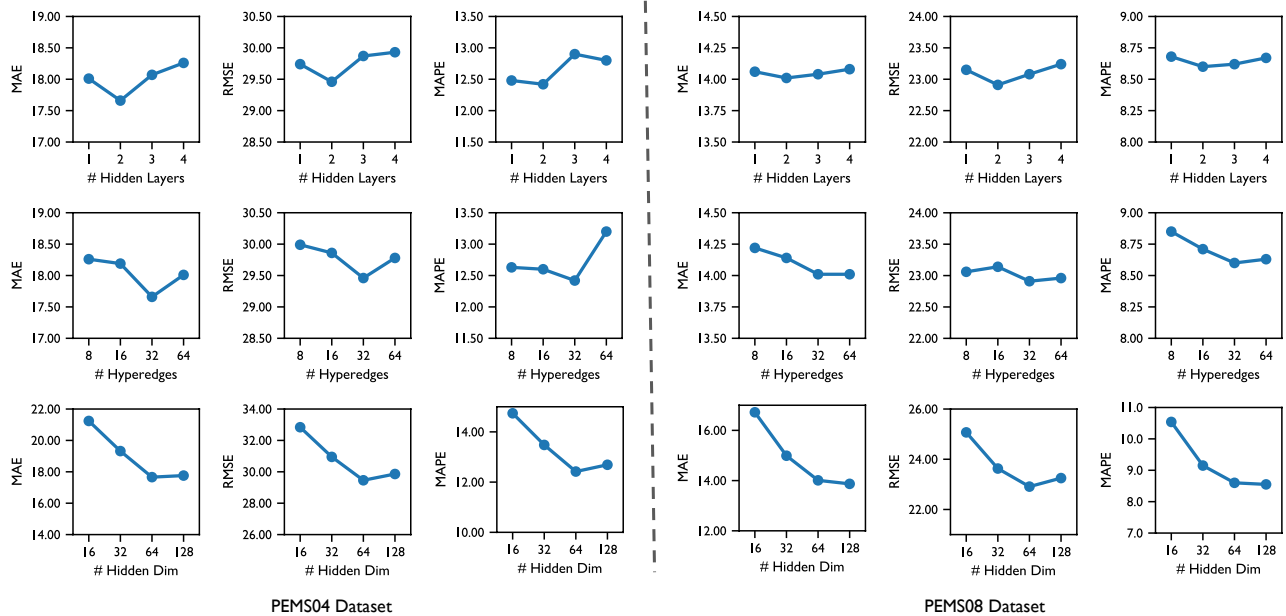 MAE
19.00
18.50
18.00
17.50
17.00
1 2 3 4
# Hidden Layers
RMSE
30.50
30.00
29.50
29.00
28.50
1 2 3 4
# Hidden Layers
MAPE
13.50
13.00
12.50
12.00
11.50
1 2 3 4
# Hidden Layers
MAE
14.50
14.25
14.00
13.75
13.50
1 2 3 4
# Hidden Layers
RMSE
24.00
23.50
23.00
22.50
22.00
1 2 3 4
# Hidden Layers
MAPE
9.00
8.75
8.50
8.25
8.00
1 2 3 4
# Hidden Layers
MAE
19.00
18.50
18.00
17.50
17.00
8 16 32 64
# Hyperedges
RMSE
30.50
30.00
29.50
29.00
28.50
8 16 32 64
# Hyperedges
MAPE
13.50
13.00
12.50
12.00
11.50
8 16 32 64
# Hyperedges
MAE
14.50
14.25
14.00
13.75
13.50
8 16 32 64
# Hyperedges
RMSE
24.00
23.50
23.00
22.50
22.00
8 16 32 64
# Hyperedges
MAPE
9.00
8.75
8.50
8.25
8.00
8 16 32 64
# Hyperedges
MAE
22.00
20.00
18.00
16.00
14.00
16 32 64 128
# Hidden Dim
RMSE
34.00
32.00
30.00
28.00
26.00
16 32 64 128
# Hidden Dim
MAPE
14.00
12.00
10.00
16 32 64 128
# Hidden Dim
MAE
16.00
14.00
12.00
16 32 64 128
# Hidden Dim
RMSE
26.00
24.00
22.00
16 32 64 128
# Hidden Dim
MAPE
11.0
10.0
9.0
8.0
7.0
16 32 64 128
# Hidden Dim
PEMS04 Dataset
PEMS08 Dataset